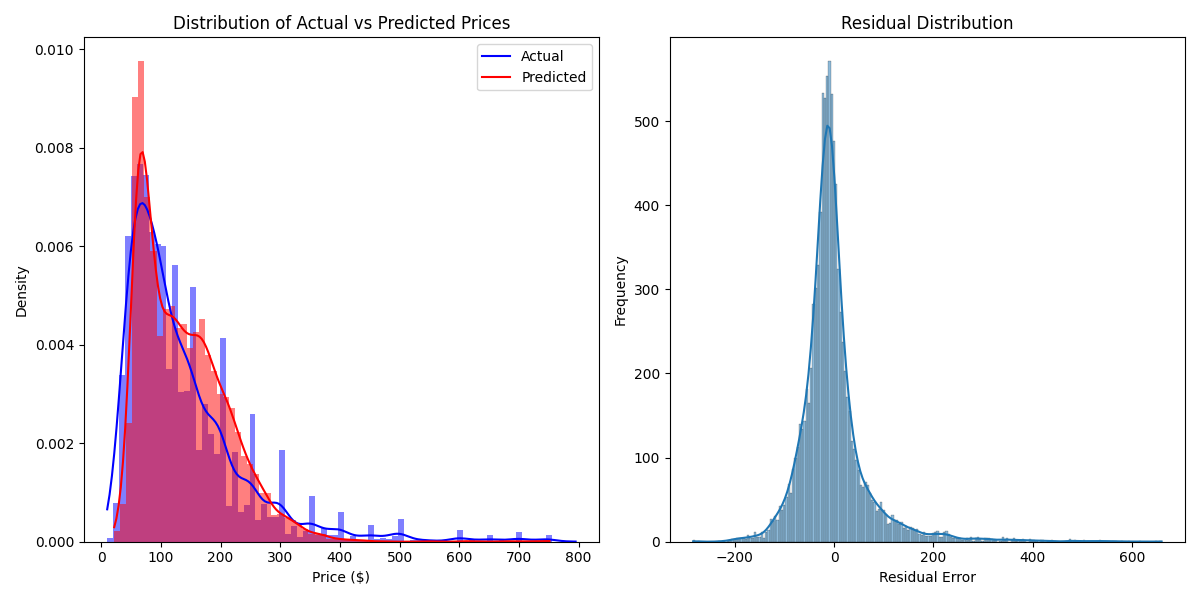 Distribution of Actual vs Predicted Prices
Actual
Predicted
0.010
0.008
0.006
0.004
0.002
0.000
Density
0 100 200 300 400 500 600 700 800
Price ($)
Residual Distribution
500
400
300
200
100
0
Frequency
−200 0 200 400 600
Residual Error